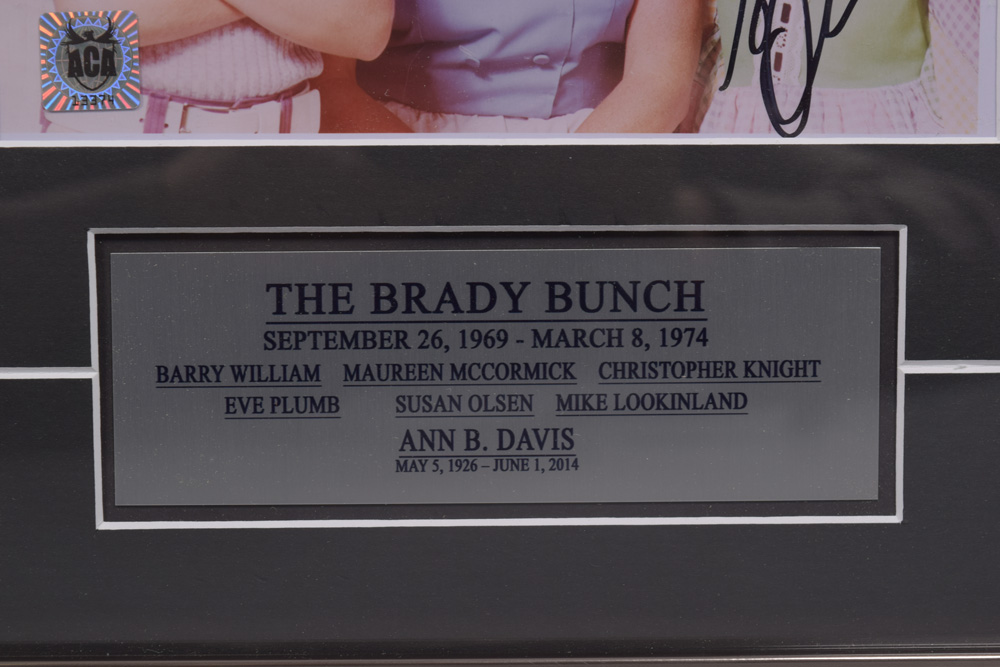 ACA
13374
THE BRADY BUNCH
SEPTEMBER 26, 1969 - MARCH 8, 1974
BARRY WILLIAM MAUREEN MCCORMICK CHRISTOPHER KNIGHT
EVE PLUMB SUSAN OLSEN MIKE LOOKINLAND
ANN B. DAVIS
MAY 5, 1926 – JUNE 1, 2014